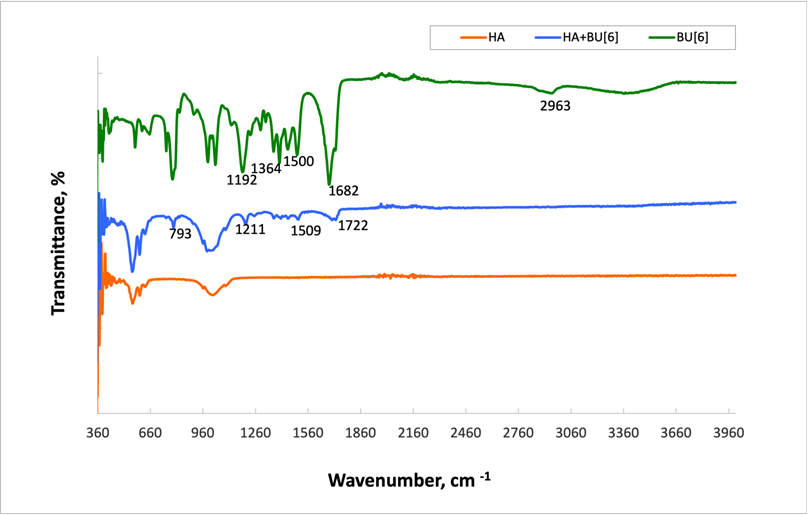 HA HA+BU[6] BU[6]
2963
1192 1364 1500 1682
793 1211 1509 1722
Transmittance, %
360 660 960 1260 1560 1860 2160 2460 2760 3060 3360 3660 3960
Wavenumber, cm -1